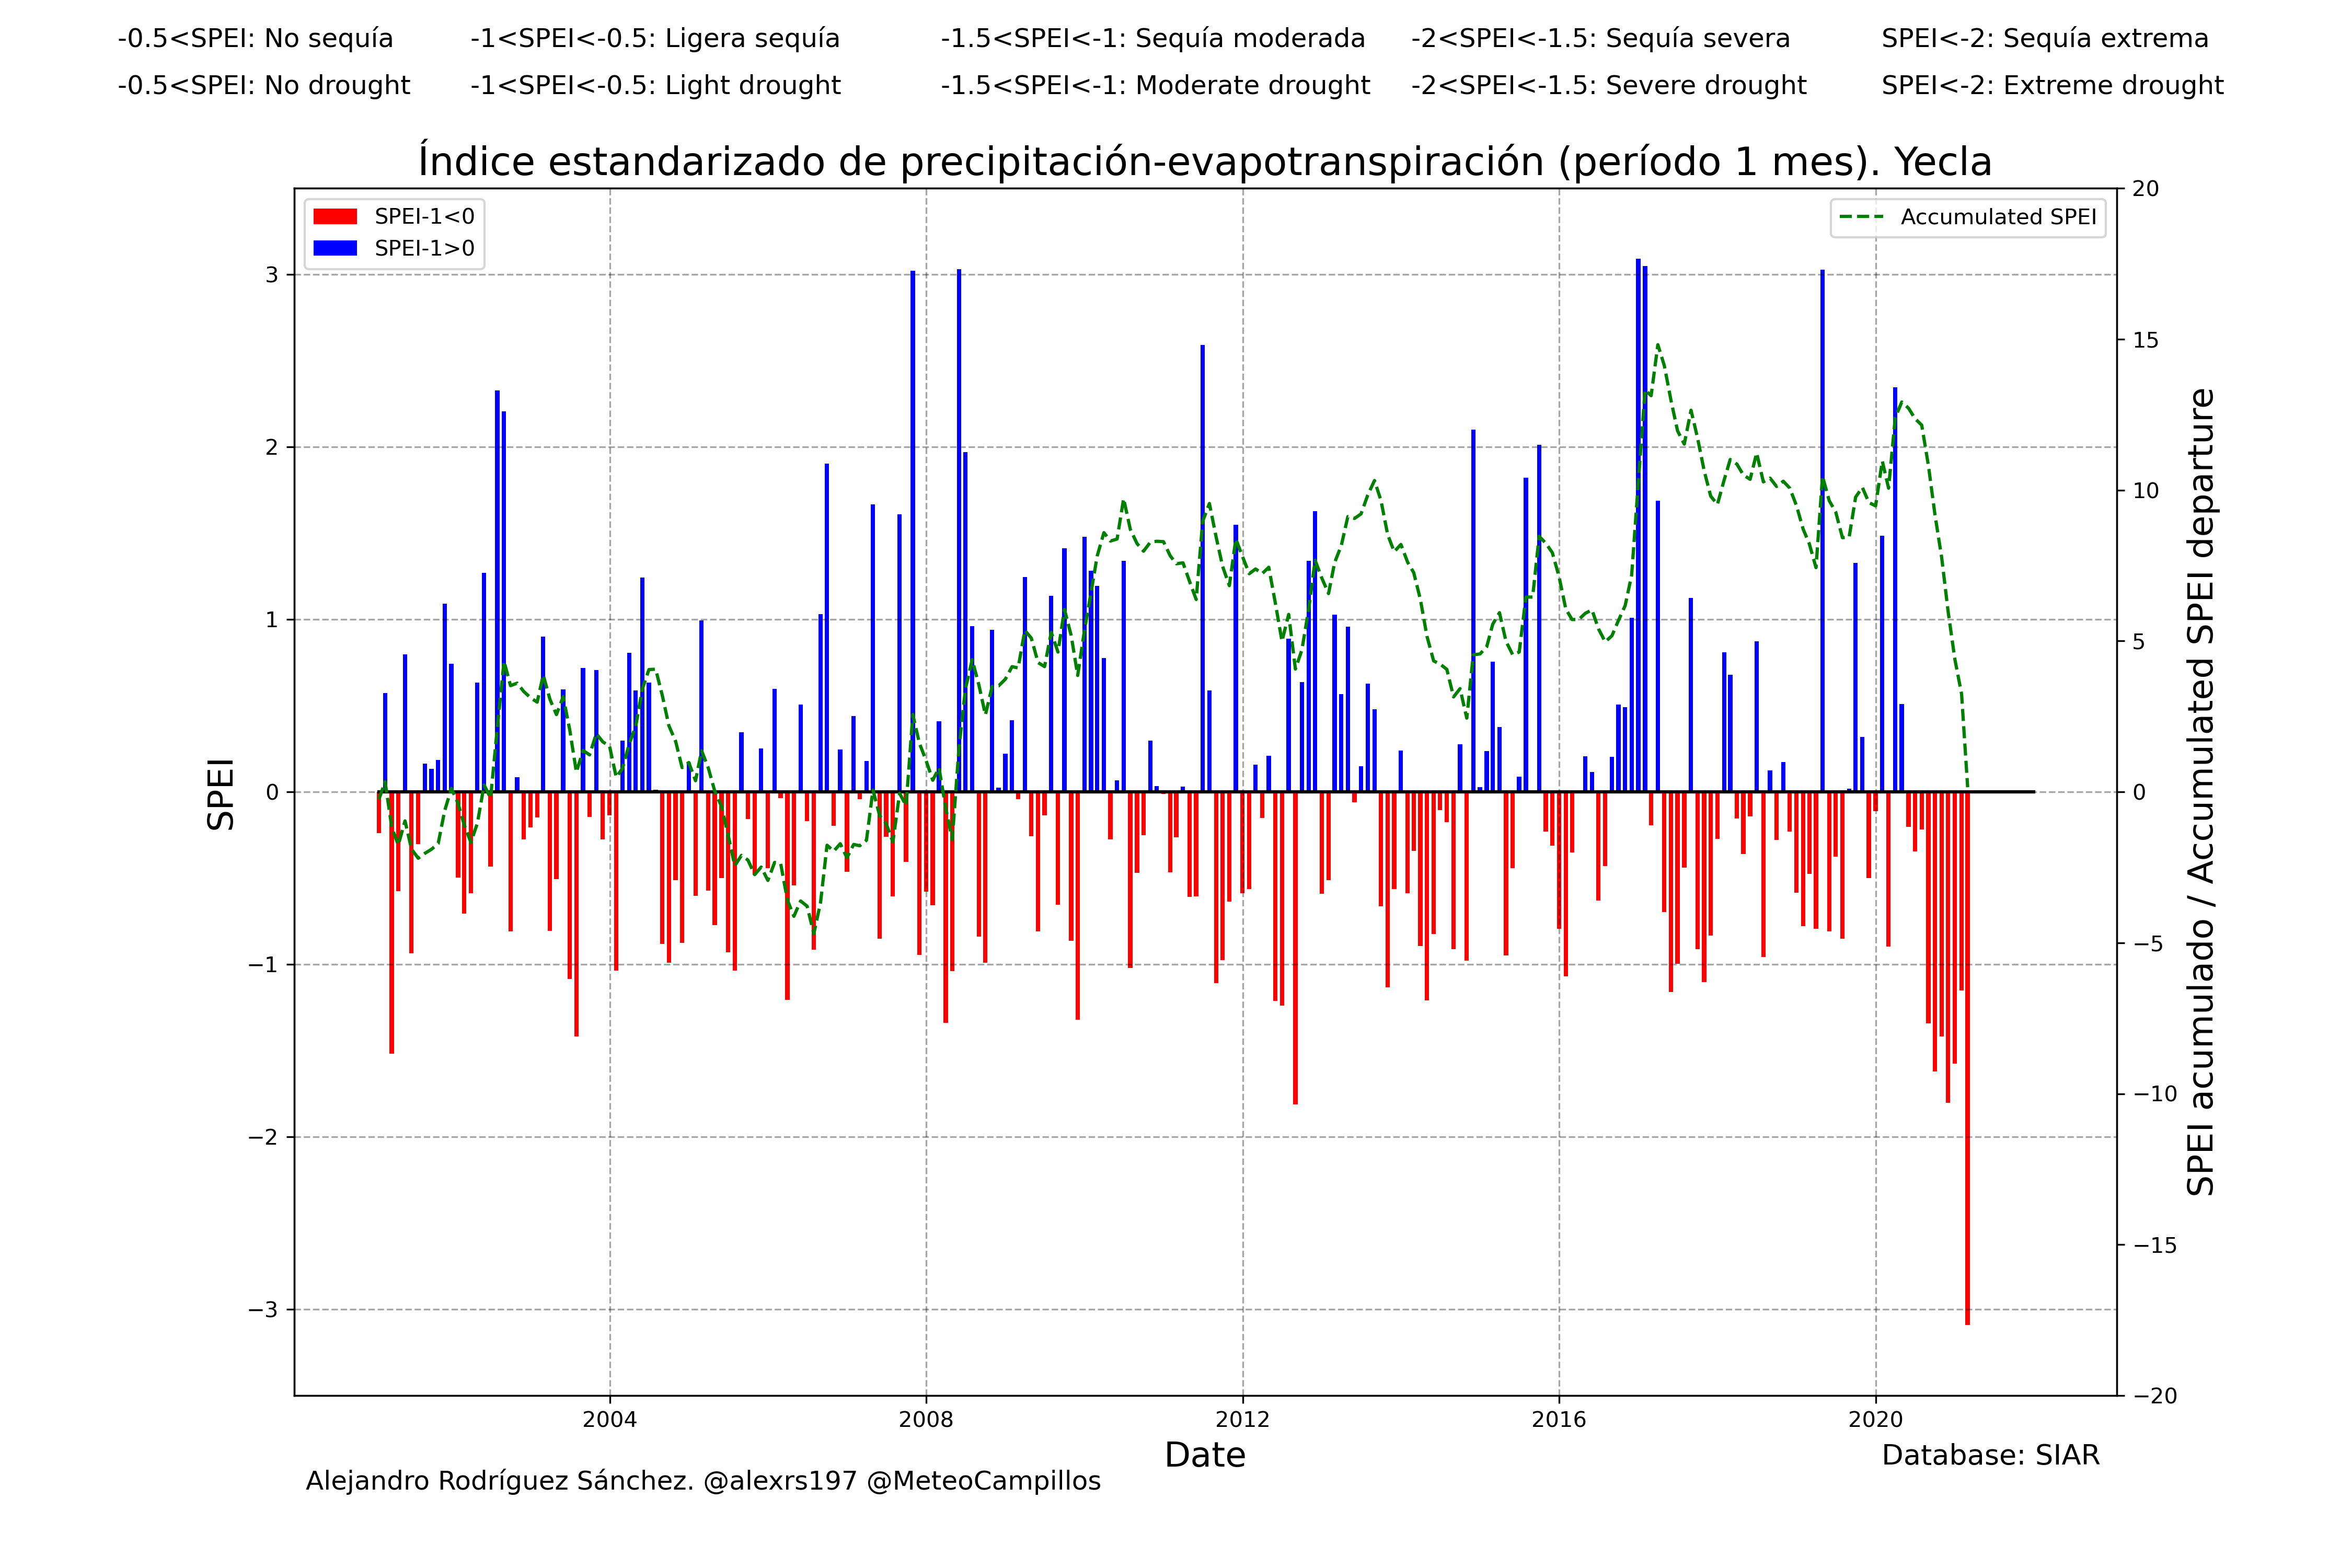 -0.5<SPEI: No sequía -1<SPEI<-0.5: Ligera sequía -1.5<SPEI<-1: Sequía moderada -2<SPEI<-1.5: Sequía severa SPEI<-2: Sequía extrema
-0.5<SPEI: No drought -1<SPEI<-0.5: Light drought -1.5<SPEI<-1: Moderate drought -2<SPEI<-1.5: Severe drought SPEI<-2: Extreme drought
Índice estandarizado de precipitación-evapotranspiración (período 1 mes). Yecla
SPEI-1<0
SPEI-1>0
Accumulated SPEI
SPEI
3
2
1
0
−1
−2
−3
20
15
10
5
0
−5
−10
−15
−20
SPEI acumulado / Accumulated SPEI departure
2004 2008 2012 2016 2020
Date
Database: SIAR
Alejandro Rodríguez Sánchez. @alexrs197 @MeteoCampillos